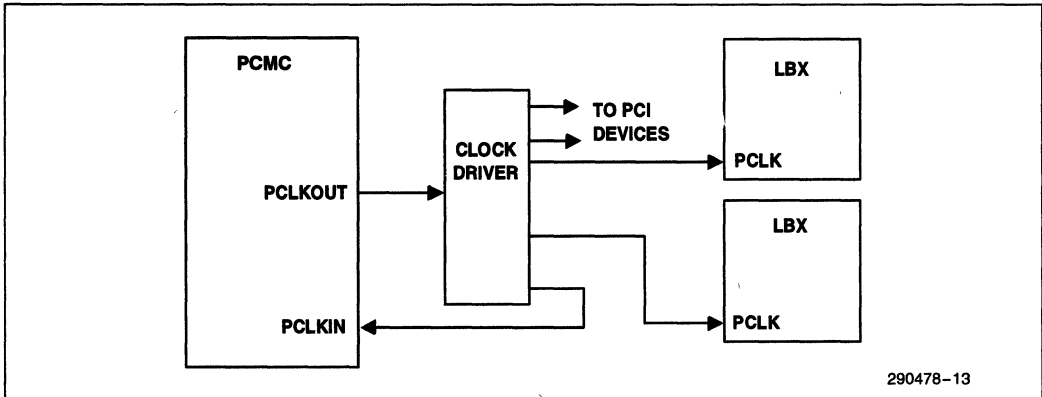 PCMC
LBX
TO PCI
DEVICES
CLOCK
DRIVER
PCLK
PCLKOUT
LBX
PCLKIN
PCLK
290478–13